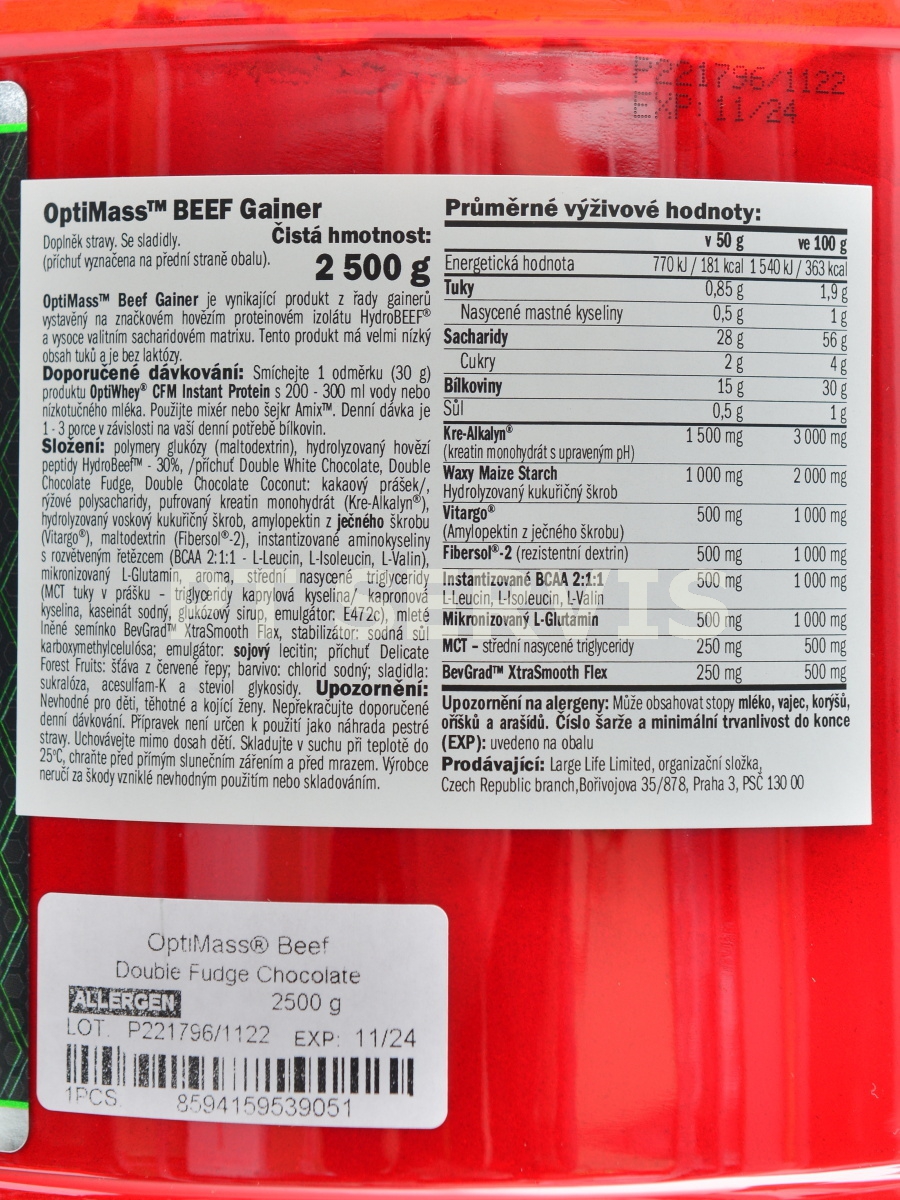 P221796/1122
EXP: 11/24
OptiMass™ BEEF Gainer
Doplněk stravy. Se sladidly.
(příchuť vyznačena na přední straně obalu).
Čistá hmotnost:
2 500 g
OptiMass™ Beef Gainer je vynikající produkt z řady gainerů
vystavěný na značkovém hovězím proteinovém izolátu HydroBEEF®
a vysoce valitním sacharidovém matrixu. Tento produkt má velmi nízký
obsah tuků a je bez laktózy.
Doporučené dávkování: Smíchejte 1 odměrku (30 g)
produktu OptiWhey® CFM Instant Protein s 200 - 300 ml vody nebo
nízkotučného mléka. Použijte mixér nebo šejkr Amix™. Denní dávka je
1 - 3 porce v závislosti na vaší denní potřebě bílkovin.
Složení: polymery glukózy (maltodextrin), hydrolyzovaný hovězí
peptidy HydroBeef™ - 30%, /příchuť Double White Chocolate, Double
Chocolate Fudge, Double Chocolate Coconut: kakaový prášek/,
rýžové polysacharidy, pufrovaný kreatin monohydrát (Kre-Alkalyn®),
hydrolyzovaný voskový kukuřičný škrob, amylopektin z ječného škrobu
(Vitargo®), maltodextrin (Fibersol®-2), instantizované aminokyseliny
s rozvětveným řetězcem (BCAA 2:1:1 - L-Leucin, L-Isoleucin, L-Valin),
mikronizovaný L-Glutamin, aroma, střední nasycené triglyceridy
(MCT tuky v prášku – triglyceridy kaprylová kyselina/ kapronová
kyselina, kaseinát sodný, glukózový sirup, emulgátor: E472c), mleté
lněné semínko BevGrad™ XtraSmooth Flax, stabilizátor: sodná sůl
karboxymethylcelulósa; emulgátor: sojový lecitin; příchuť Delicate
Forest Fruits: šťáva z červené řepy; barvivo: chlorid sodný; sladidla:
sukralóza, acesulfam-K a steviol glykosidy. Upozornění:
Nevhodné pro děti, těhotné a kojící ženy. Nepřekračujte doporučené
denní dávkování. Přípravek není určen k použití jako náhrada pestré
stravy. Uchovávejte mimo dosah dětí. Skladujte v suchu při teplotě do
25°C, chraňte před přímým slunečním zářením a před mrazem. Výrobce
neručí za škody vzniklé nevhodným použitím nebo skladováním.
Průměrné výživové hodnoty:
v 50 g ve 100 g
Energetická hodnota 770 kJ / 181 kcal 1 540 kJ / 363 kcal
Tuky 0,85 g 1,9 g
Nasycené mastné kyseliny 0,5 g 1 g
Sacharidy 28 g 56 g
Cukry 2 g 4 g
Bílkoviny 15 g 30 g
Sůl 0,5 g 1 g
Kre-Alkalyn® 1 500 mg 3 000 mg
(kreatin monohydrát s upraveným pH)
Waxy Maize Starch 1 000 mg 2 000 mg
Hydrolyzovaný kukuřičný škrob
Vitargo® 500 mg 1 000 mg
(Amylopektin z ječného škrobu)
Fibersol®-2 (rezistentní dextrin) 500 mg 1 000 mg
Instantizované BCAA 2:1:1 500 mg 1 000 mg
L-Leucin, L-Isoleucin, L-Valin
Mikronizovaný L-Glutamin 500 mg 1 000 mg
MCT – střední nasycené triglyceridy 250 mg 500 mg
BevGrad™ XtraSmooth Flex 250 mg 500 mg
Upozornění na alergeny: Může obsahovat stopy mléko, vajec, korýšů,
oříšků a arašídů. Číslo šarže a minimální trvanlivost do konce
(EXP): uvedeno na obalu
Prodávající: Large Life Limited, organizační složka,
Czech Republic branch,Bořivojova 35/878, Praha 3, PSČ 130 00
OptiMass® Beef
Double Fudge Chocolate
ALLERGEN 2500 g
LOT. P221796/1122 EXP: 11/24
1PCS. 8594159539051